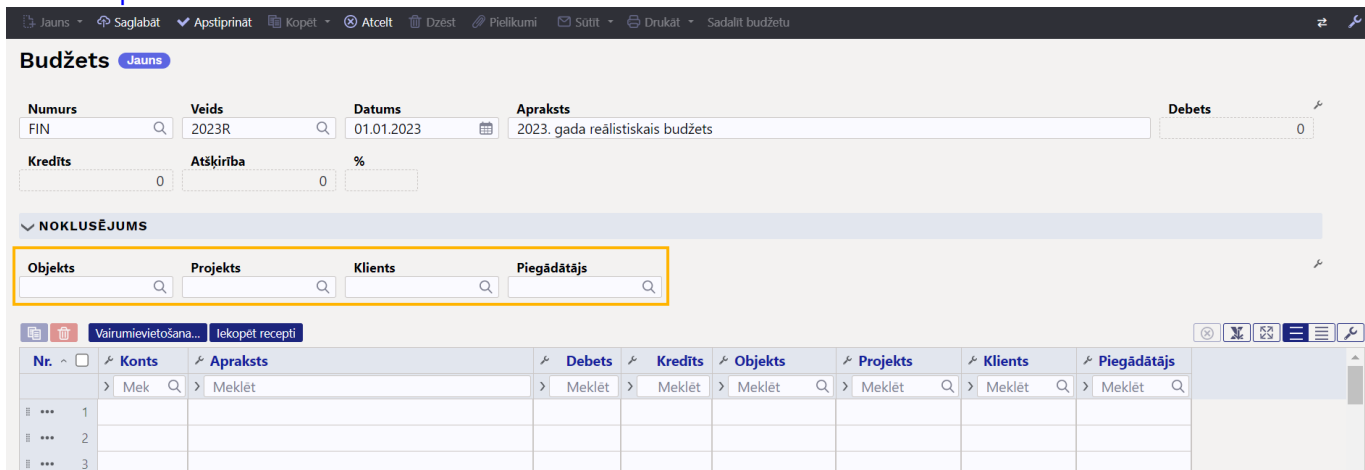 Jauns Saglabāt Apstiprināt Kopēt Atcelt Dzēst Pielikumi Sūtīt Drukāt Sadalīt budžetu
Budžets Jauns
Numurs Veids Datums Apraksts Debets
FIN 2023R 01.01.2023 2023. gada reālistiskais budžets 0
Kredīts Atšķirība %
0 0
NOKLUSĒJUMS
Objekts Projekts Klients Piegādātājs
Vairumievietošana... Iekopēt recepti
Nr. Konts Apraksts Debets Kredīts Objekts Projekts Klients Piegādātājs
Mek Meklēt Meklēt Meklēt Meklēt Meklēt Meklēt Meklēt
1
2
3